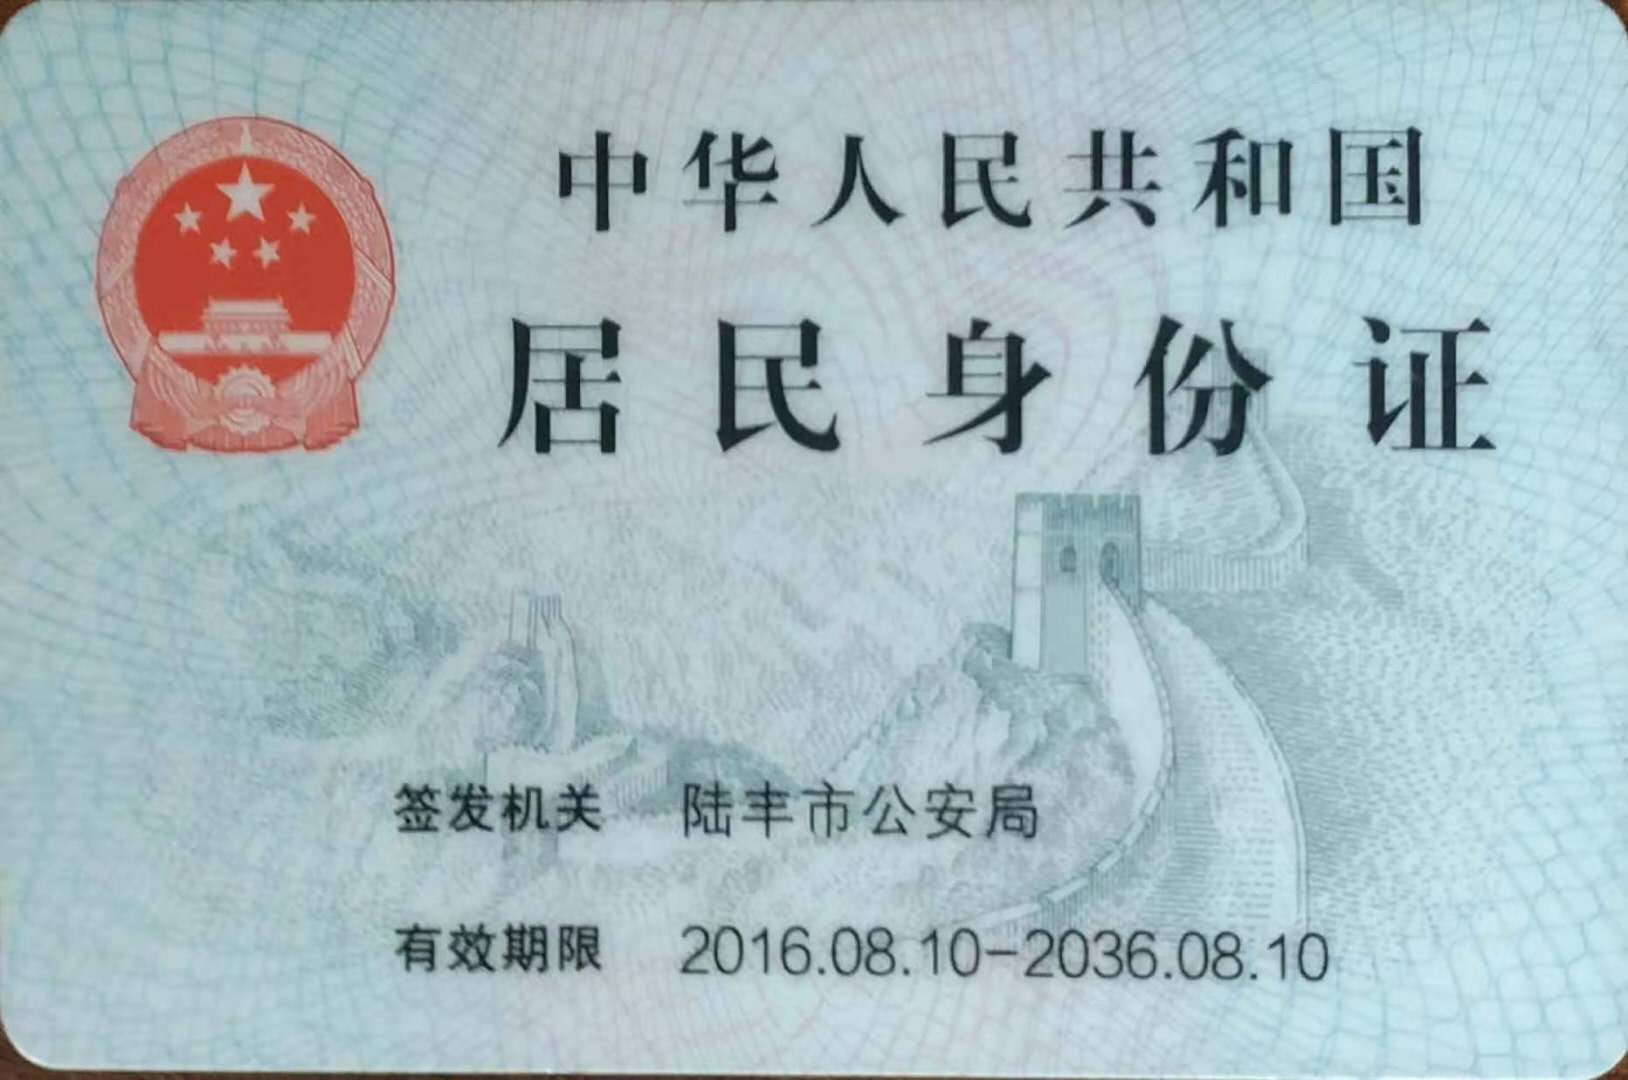 中华人民共和国
居民身份证
签发机关 陆丰市公安局
有效期限 2016.08.10-2036.08.10